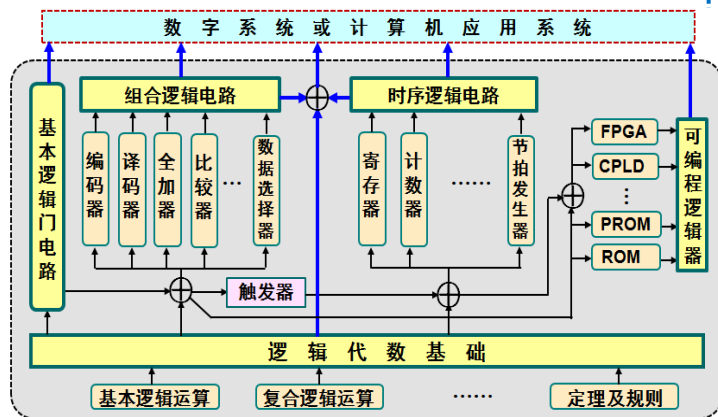 数字系统或计算机应用系统
组合逻辑电路
时序逻辑电路
基本逻辑门电路
编码器
译码器
全加器
比较器
…
数据选择器
寄存器
计数器
……
节拍发生器
FPGA
CPLD
…
PROM
ROM
可编程逻辑器
触发器
逻辑代数基础
基本逻辑运算
复合逻辑运算
……
定理及规则